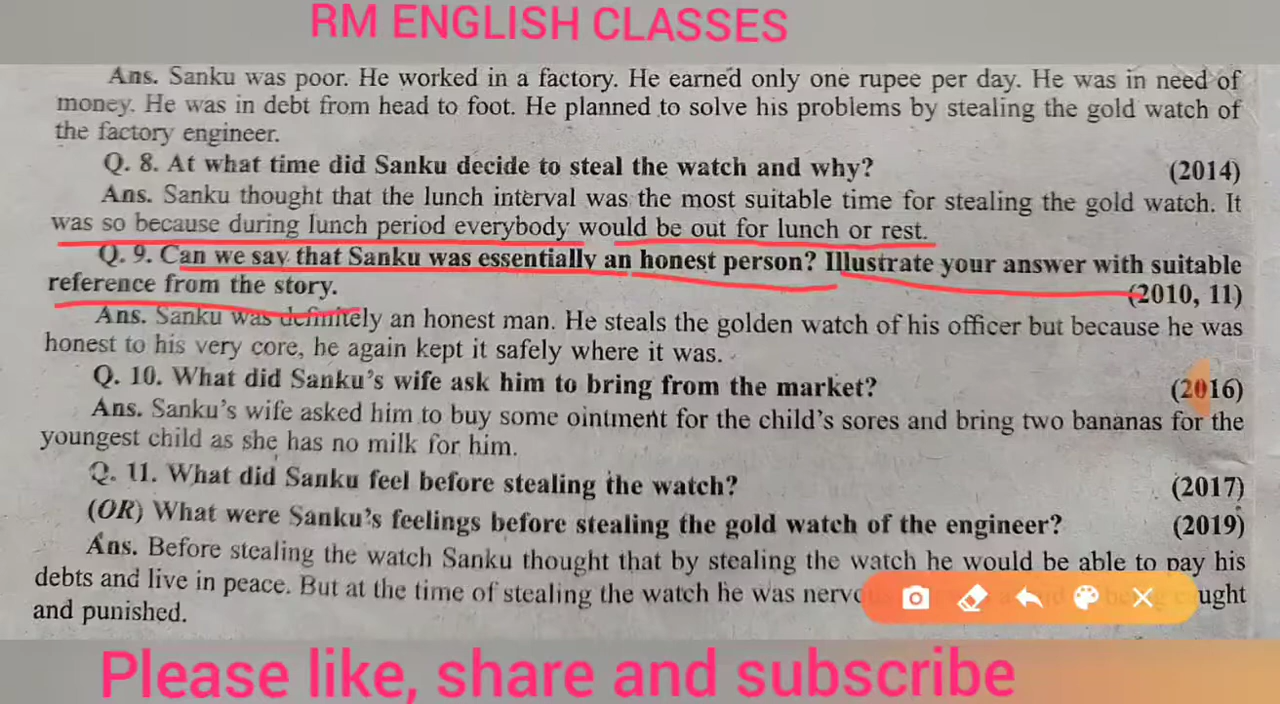 RM ENGLISH CLASSES
Ans. Sanku was poor. He worked in a factory. He earned only one rupee per day. He was in need of
money. He was in debt from head to foot. He planned to solve his problems by stealing the gold watch of
the factory engineer.
Q. 8. At what time did Sanku decide to steal the watch and why? (2014)
Ans. Sanku thought that the lunch interval was the most suitable time for stealing the gold watch. It
was so because during lunch period everybody would be out for lunch or rest.
Q. 9. Can we say that Sanku was essentially an honest person? Illustrate your answer with suitable
reference from the story. (2010, 11)
Ans. Sanku was definitely an honest man. He steals the golden watch of his officer but because he was
honest to his very core, he again kept it safely where it was.
Q. 10. What did Sanku's wife ask him to bring from the market? (2016)
Ans. Sanku's wife asked him to buy some ointment for the child's sores and bring two bananas for the
youngest child as she has no milk for him.
Q. 11. What did Sanku feel before stealing the watch? (2017)
(OR) What were Sanku's feelings before stealing the gold watch of the engineer? (2019)
Ans. Before stealing the watch Sanku thought that by stealing the watch he would be able to pay his
debts and live in peace. But at the time of stealing the watch he was
and punished.
Please like, share and subscribe